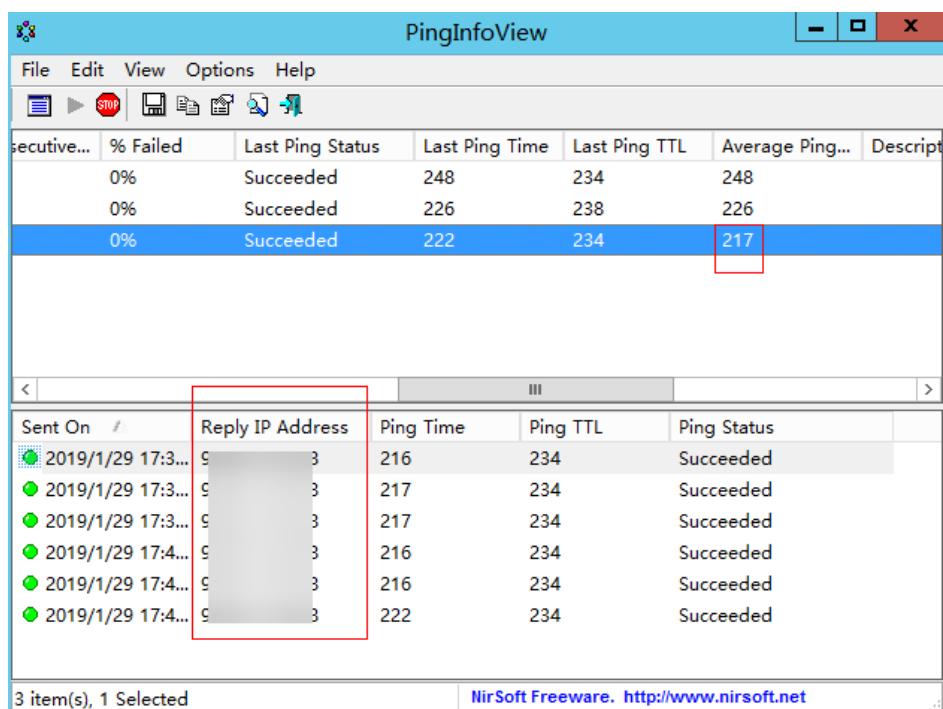 PingInfoView
File Edit View Options Help
STOP
secutive... % Failed Last Ping Status Last Ping Time Last Ping TTL Average Ping... Descript
0% Succeeded 248 234 248
0% Succeeded 226 238 226
0% Succeeded 222 234 217
Sent On Reply IP Address Ping Time Ping TTL Ping Status
2019/1/29 17:3... 216 234 Succeeded
2019/1/29 17:3... 217 234 Succeeded
2019/1/29 17:3... 217 234 Succeeded
2019/1/29 17:4... 216 234 Succeeded
2019/1/29 17:4... 216 234 Succeeded
2019/1/29 17:4... 222 234 Succeeded
3 item(s), 1 Selected NirSoft Freeware. http://www.nirsoft.net